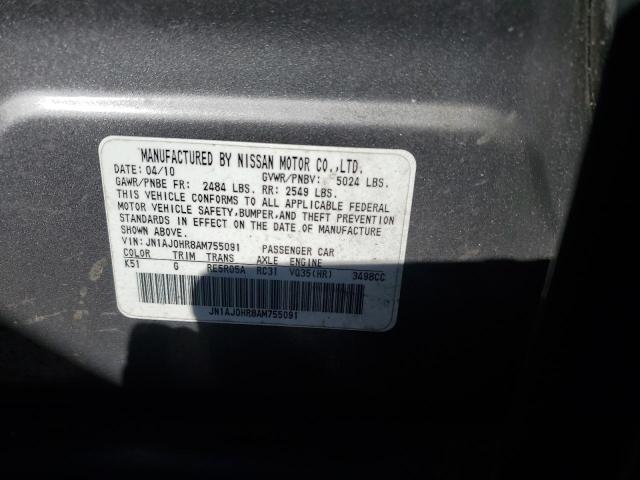 MANUFACTURED BY NISSAN MOTOR CO.,LTD.
DATE: 04/10 GVWR/PNBV: 5024 LBS.
GAWR/PNBE FR: 2484 LBS. RR: 2549 LBS.
THIS VEHICLE CONFORMS TO ALL APPLICABLE FEDERAL
MOTOR VEHICLE SAFETY,BUMPER,AND THEFT PREVENTION
STANDARDS IN EFFECT ON THE DATE OF MANUFACTURE
SHOWN ABOVE.
VIN: JN1AJ0HR8AM755091 PASSENGER CAR
COLOR TRIM TRANS AXLE ENGINE
K51 G RE5R05A RC31 VQ35(HR) 3498CC
JN1AJ0HR8AM755091